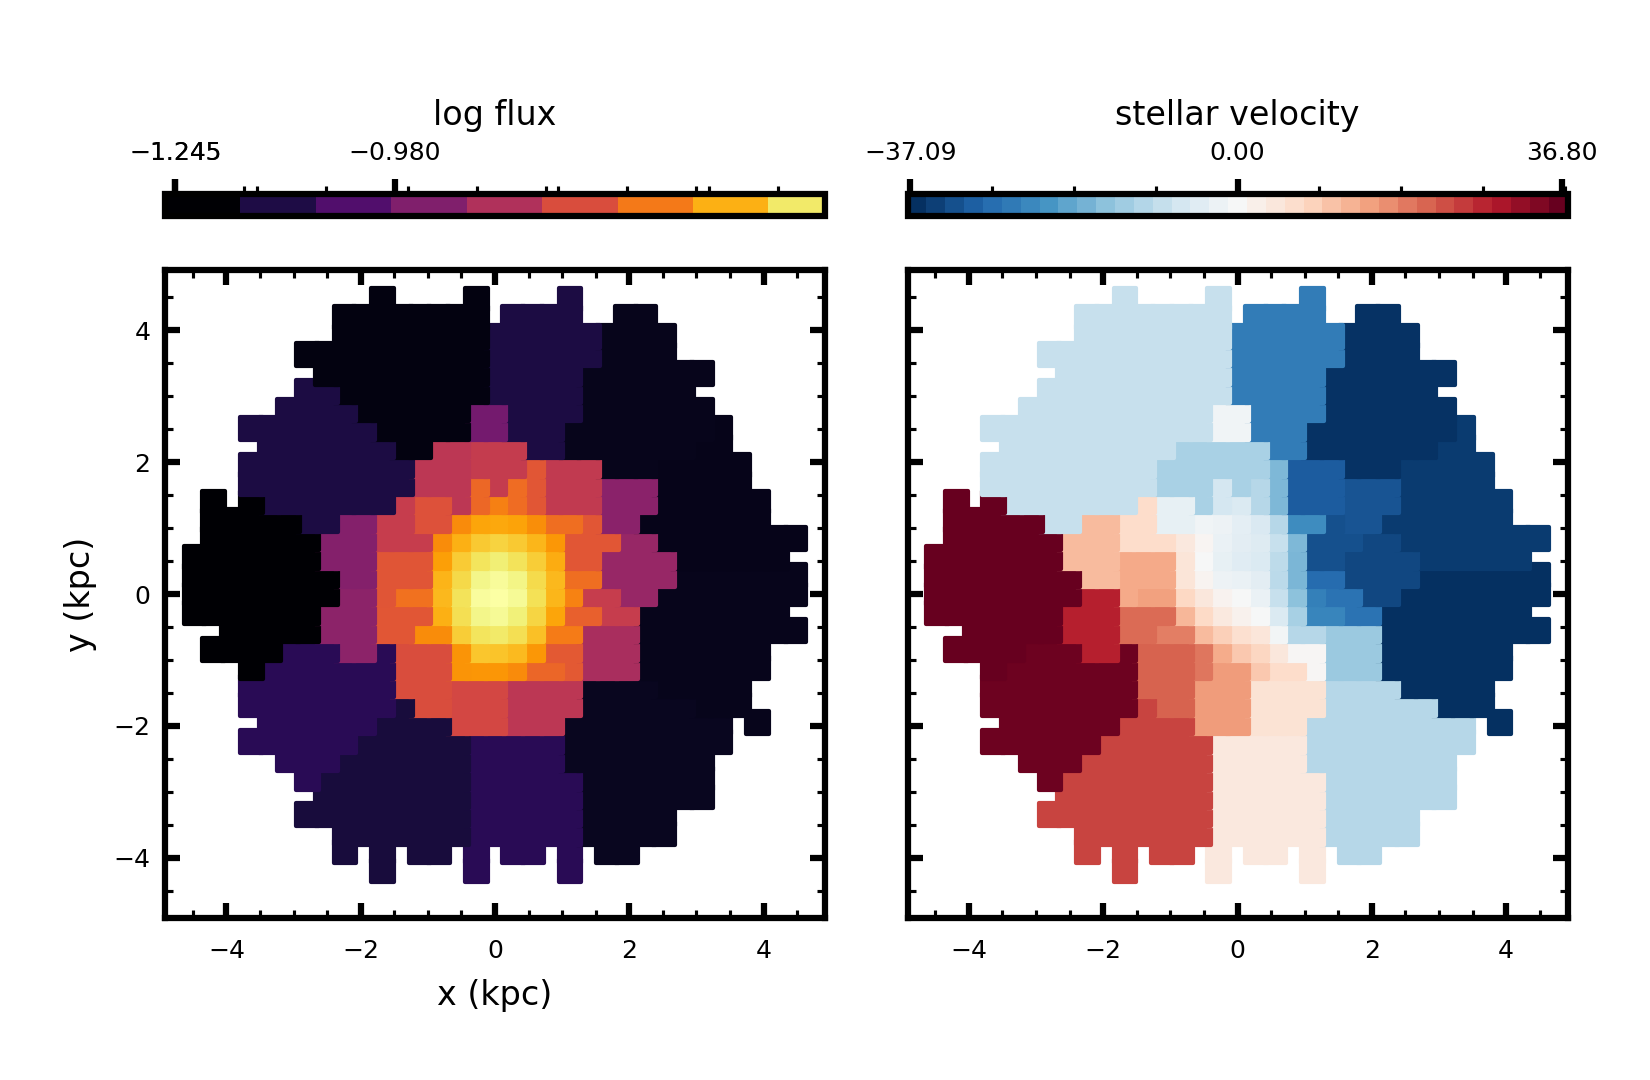 log flux
stellar velocity
−1.245 −0.980
−37.09 0.00 36.80
4
2
0
−2
−4
y (kpc)
−4 −2 0 2 4
−4 −2 0 2 4
x (kpc)